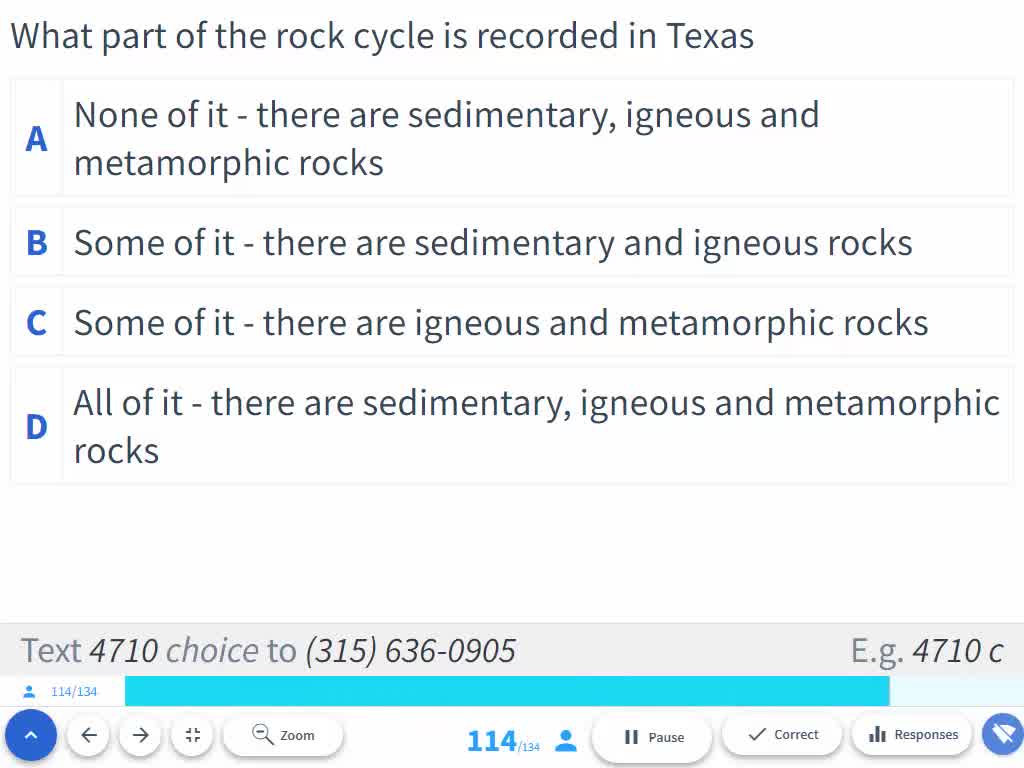 What part of the rock cycle is recorded in Texas
A
None of it - there are sedimentary, igneous and
metamorphic rocks
B
Some of it - there are sedimentary and igneous rocks
C
Some of it - there are igneous and metamorphic rocks
D
All of it - there are sedimentary, igneous and metamorphic
rocks
Text 4710 choice to (315) 636-0905
E.g. 4710 c
114/134
Zoom
114/134
Pause
Correct
Responses